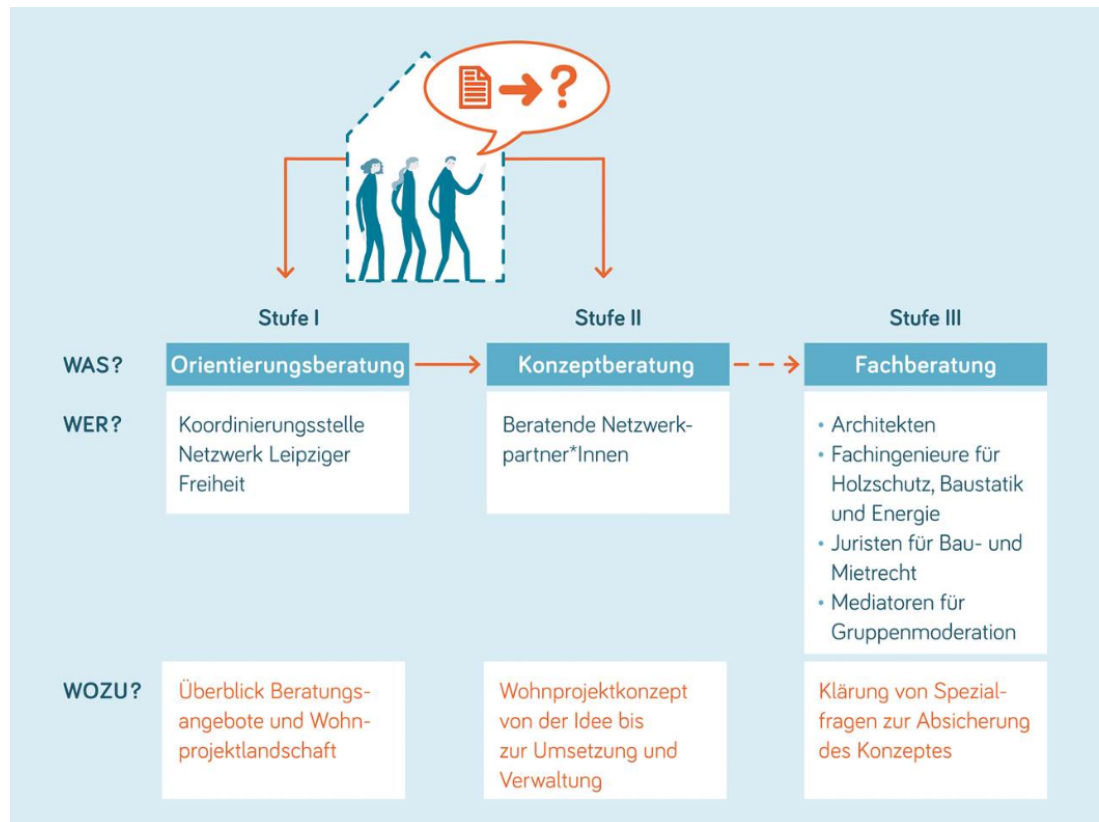 ?
Stufe I
Stufe II
Stufe III
WAS?
Orientierungsberatung
Konzeptberatung
Fachberatung
WER?
Koordinierungsstelle
Netzwerk Leipziger
Freiheit
Beratende Netzwerk-
partner*Innen
• Architekten
• Fachingenieure für
Holzschutz, Baustatik
und Energie
• Juristen für Bau- und
Mietrecht
• Mediatoren für
Gruppenmoderation
WOZU?
Überblick Beratungs-
angebote und Wohn-
projektlandschaft
Wohnprojektkonzept
von der Idee bis
zur Umsetzung und
Verwaltung
Klärung von Spezial-
fragen zur Absicherung
des Konzeptes